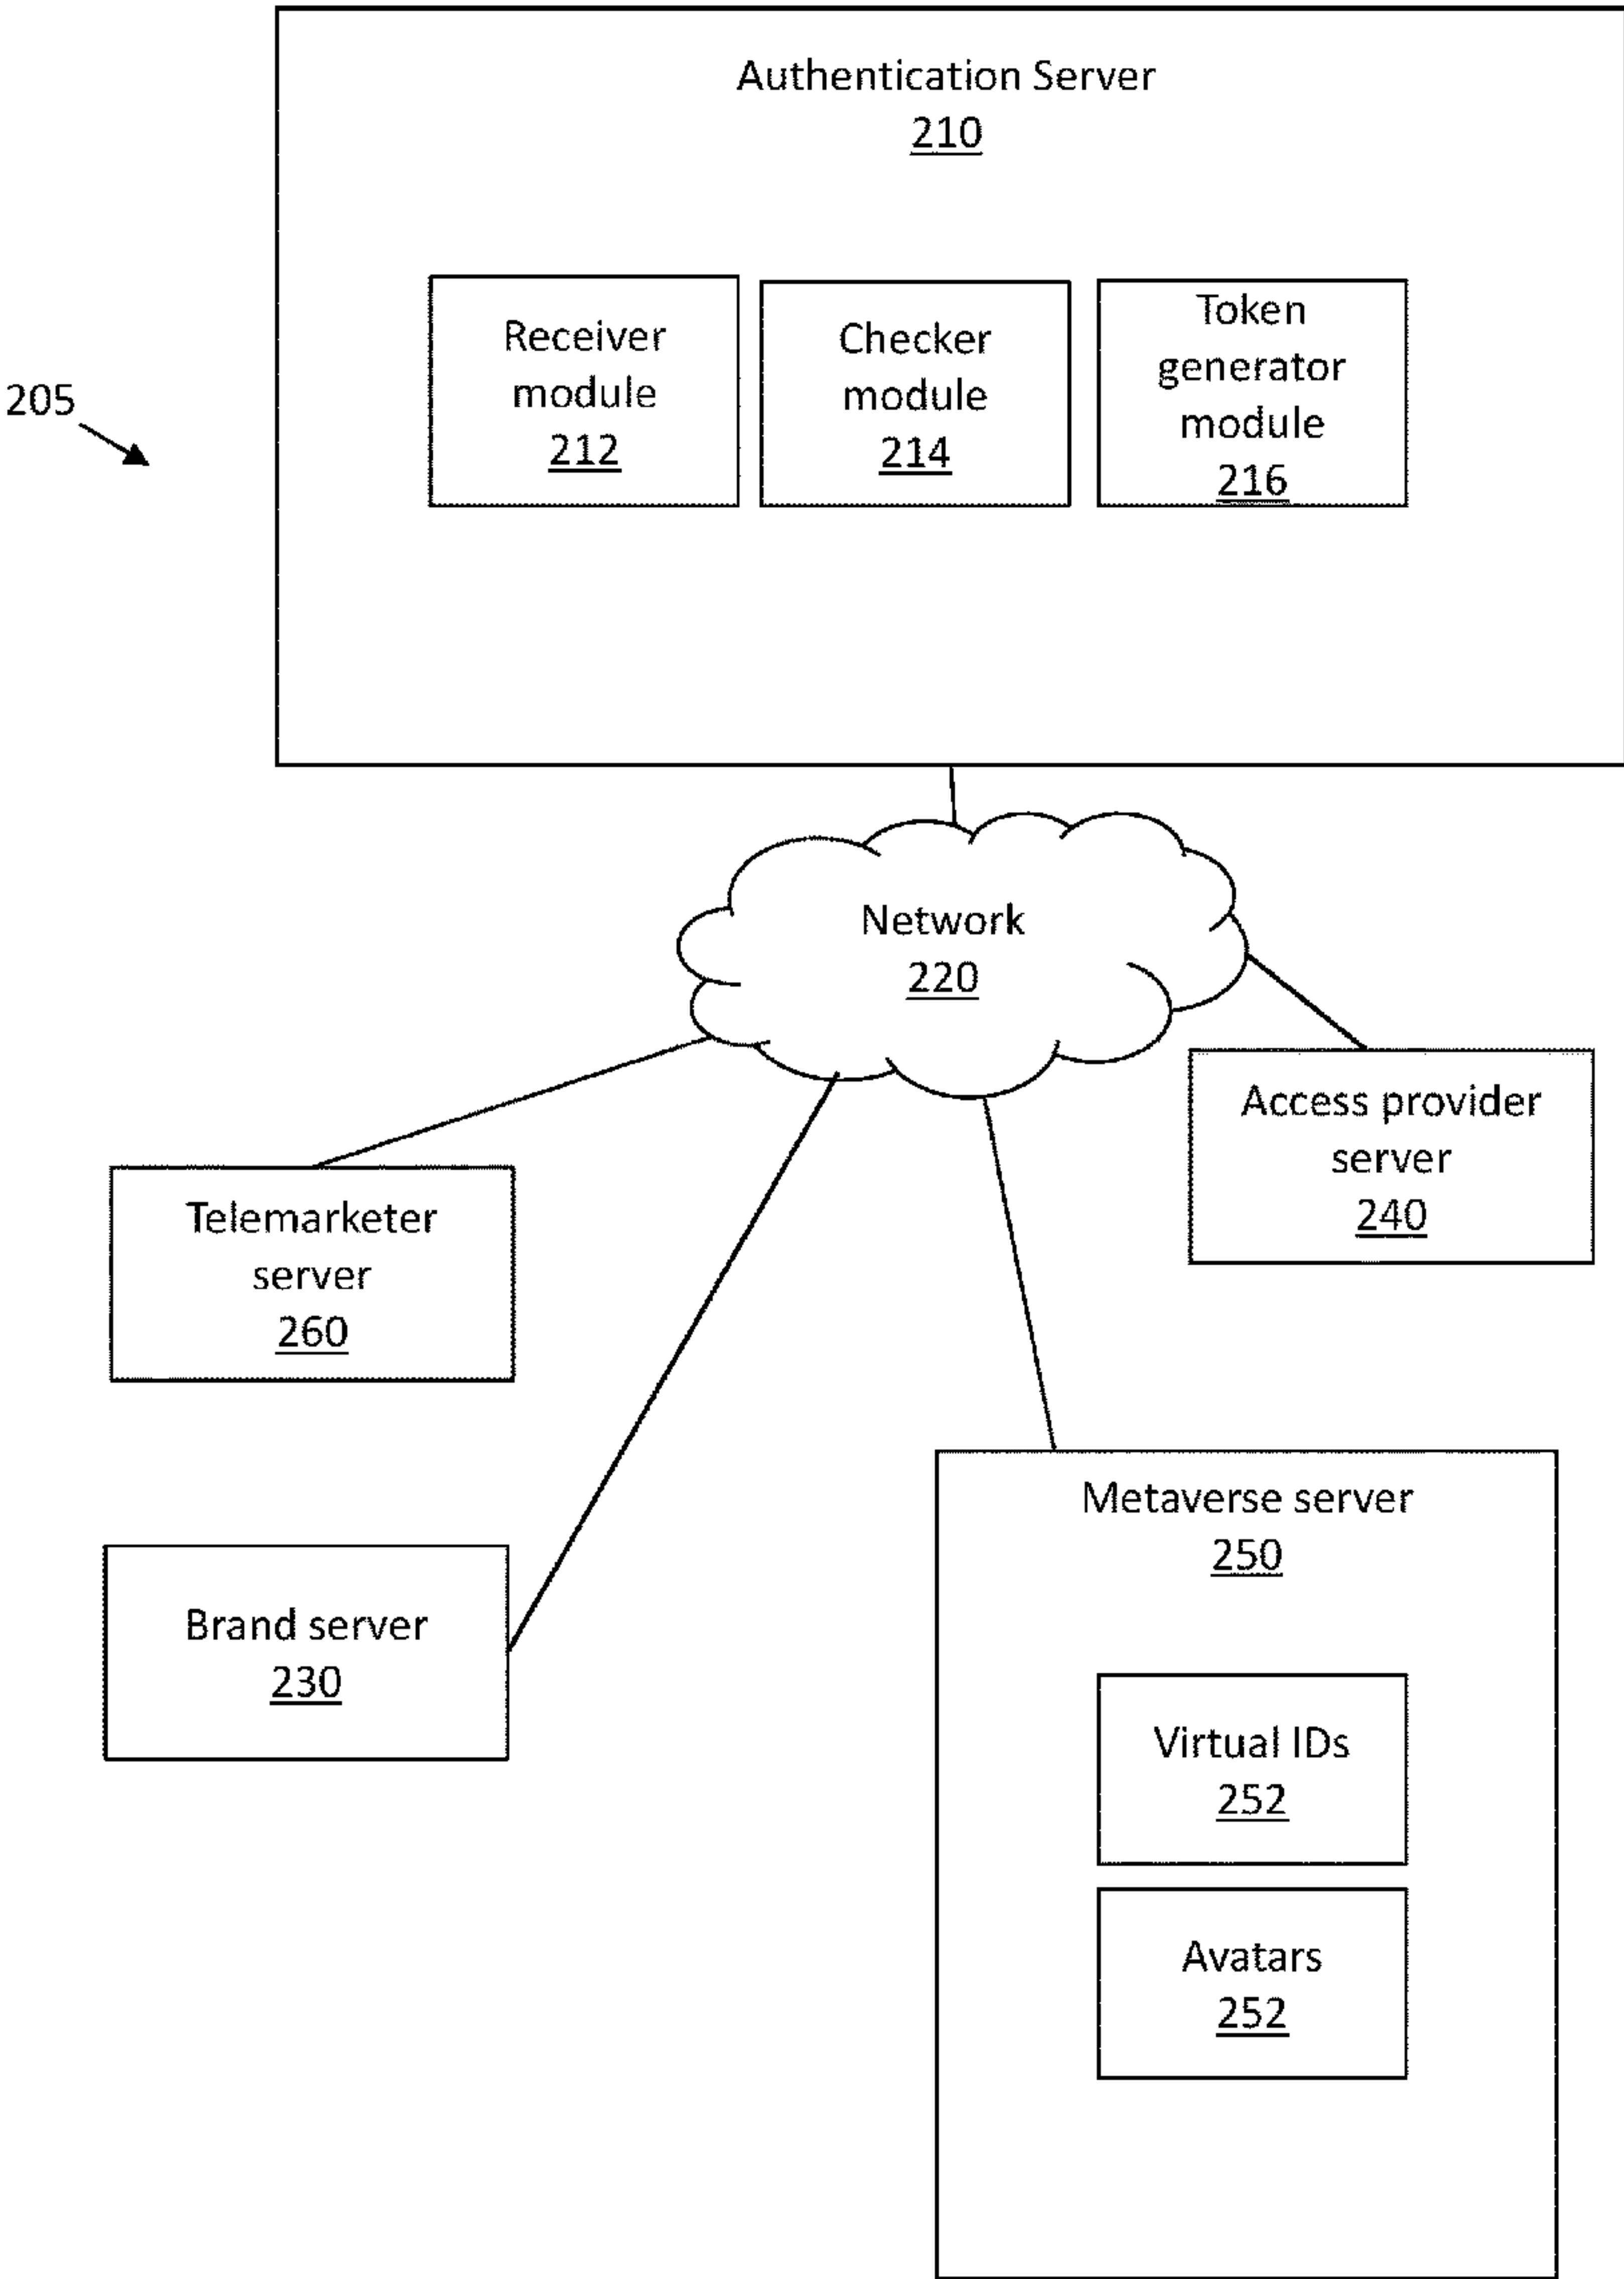 Authentication Server
210
205
Receiver
module
212
Checker
module
214
Token
generator
module
216
Network
220
Access provider
server
240
Telemarketer
server
260
Metaverse server
250
Brand server
230
Virtual IDs
252
Avatars
252